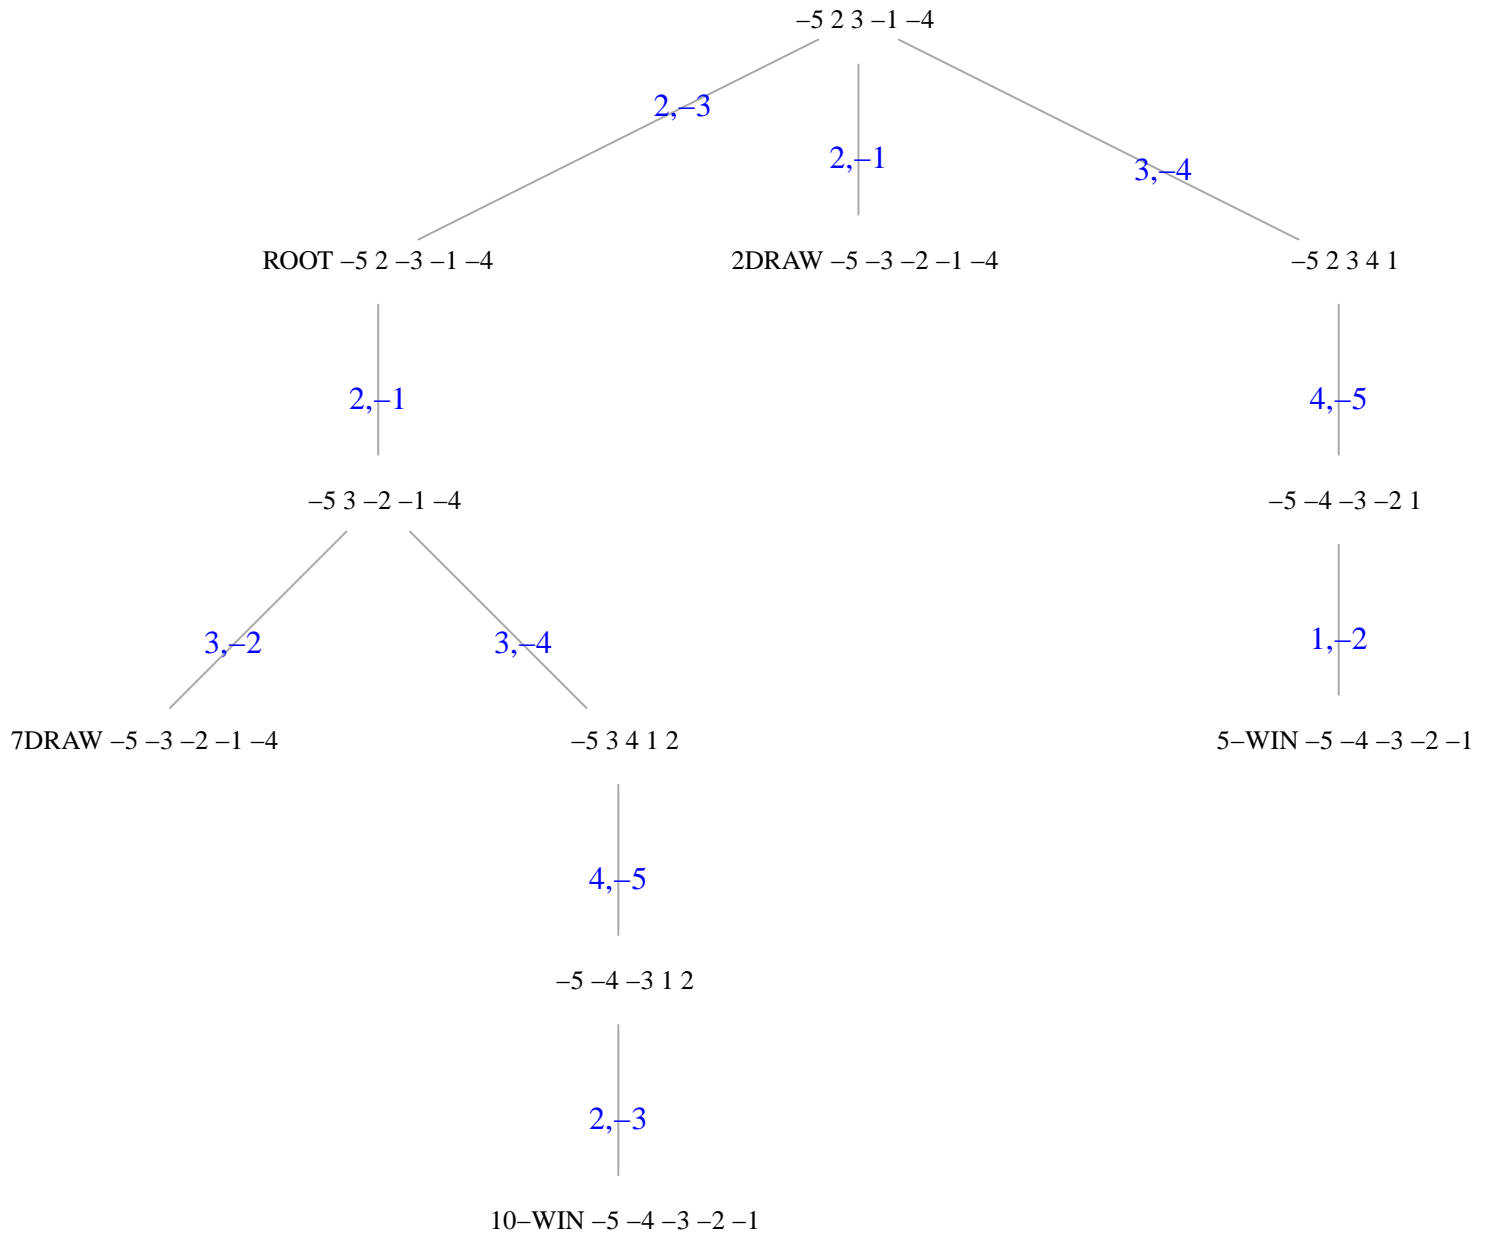 –5 2 3 –1 –4
2,–3
2,–1
3,–4
ROOT –5 2 –3 –1 –4
2DRAW –5 –3 –2 –1 –4
–5 2 3 4 1
2,–1
4,–5
–5 3 –2 –1 –4
–5 –4 –3 –2 1
3,–2
3,–4
1,–2
7DRAW –5 –3 –2 –1 –4
–5 3 4 1 2
5–WIN –5 –4 –3 –2 –1
4,–5
–5 –4 –3 1 2
2,–3
10–WIN –5 –4 –3 –2 –1